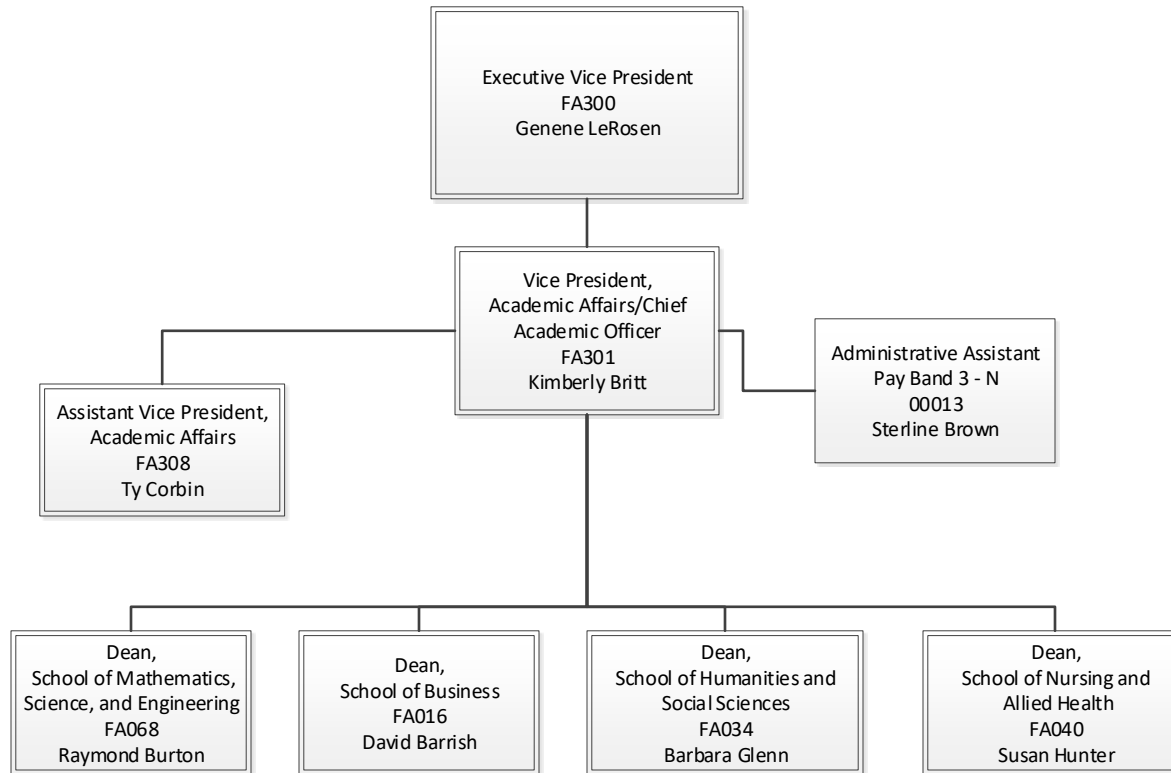 Executive Vice President
FA300
Genene LeRosen
Vice President,
Academic Affairs/Chief
Academic Officer
FA301
Kimberly Britt
Administrative Assistant
Pay Band 3 - N
00013
Sterline Brown
Assistant Vice President,
Academic Affairs
FA308
Ty Corbin
Dean,
School of Mathematics,
Science, and Engineering
FA068
Raymond Burton
Dean,
School of Business
FA016
David Barrish
Dean,
School of Humanities and
Social Sciences
FA034
Barbara Glenn
Dean,
School of Nursing and
Allied Health
FA040
Susan Hunter